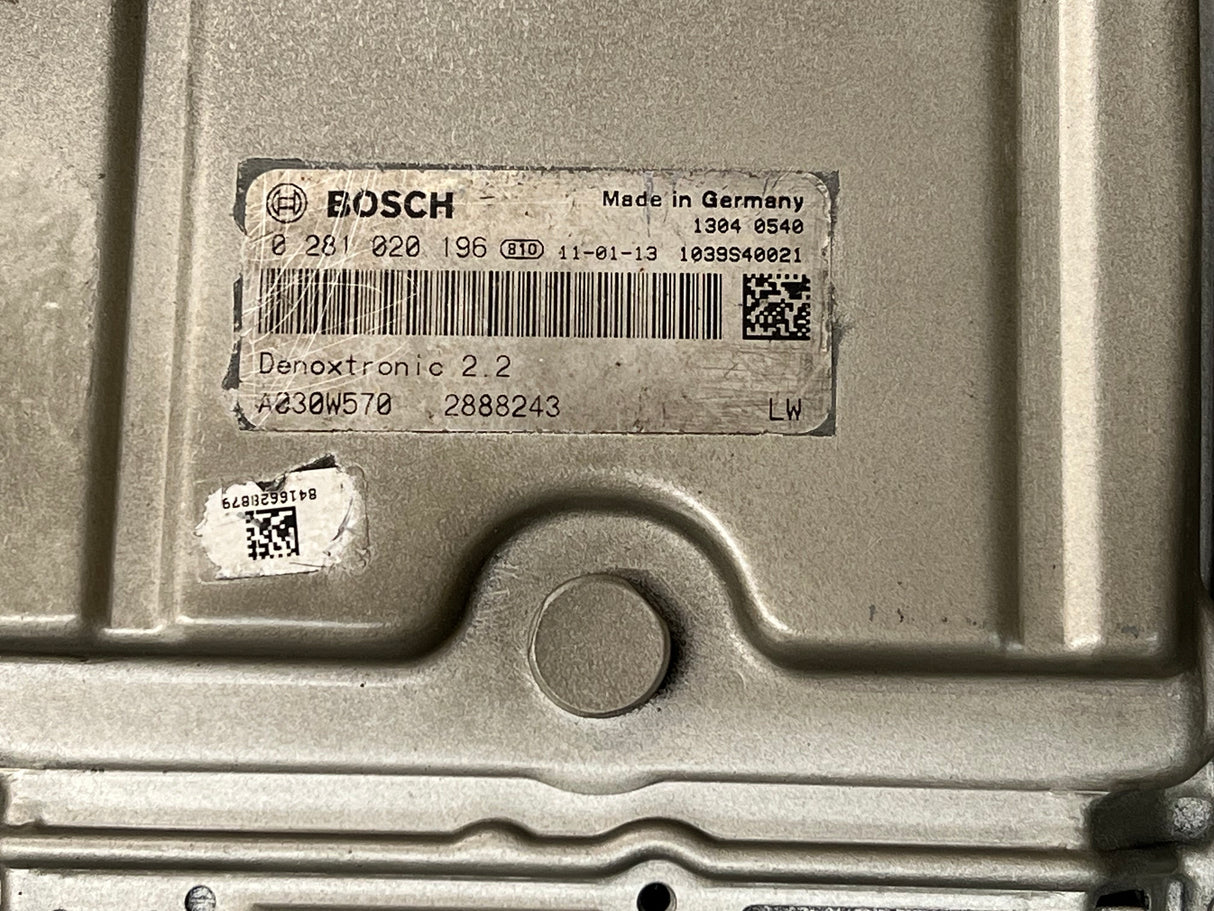 BOSCH Made in Germany
1304 0540
0 281 020 196 810 11-01-13 1039S40021
Denoxtronic 2.2
A030W570 2888243 LW
84166628879